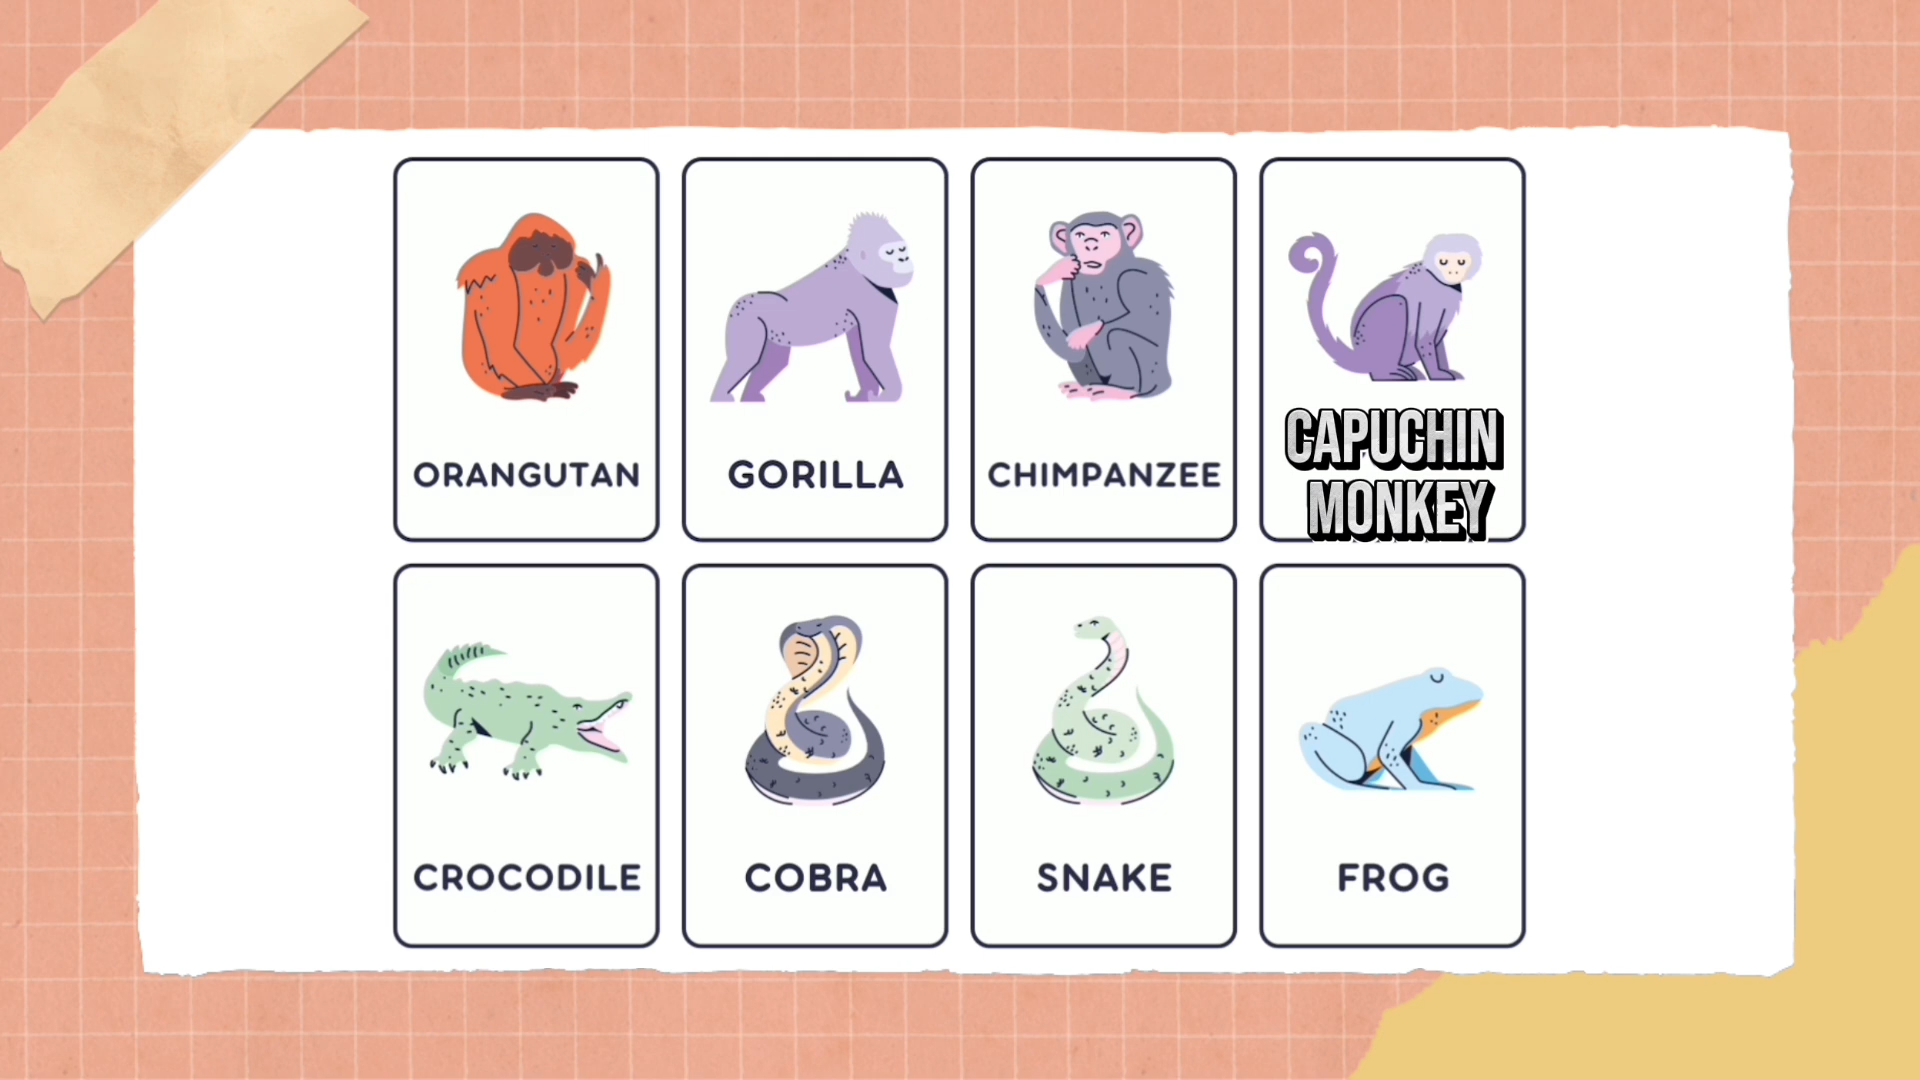 ORANGUTAN
GORILLA
CHIMPANZEE
CAPUCHIN
MONKEY
CROCODILE
COBRA
SNAKE
FROG